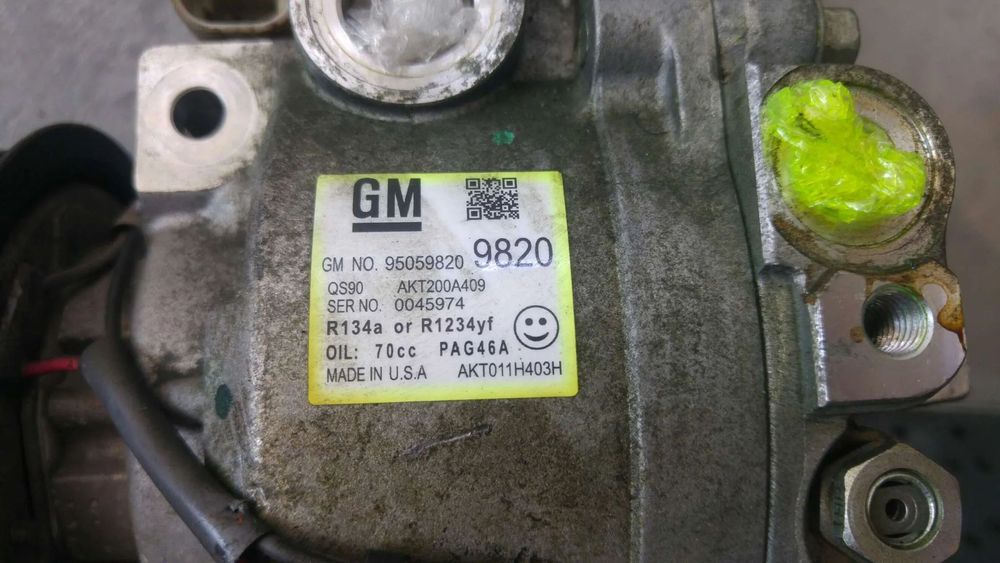 GM
GM NO. 95059820 9820
QS90 AKT200A409
SER NO. 0045974
R134a or R1234yf
OIL: 70cc PAG46A
MADE IN U.S.A AKT011H403H